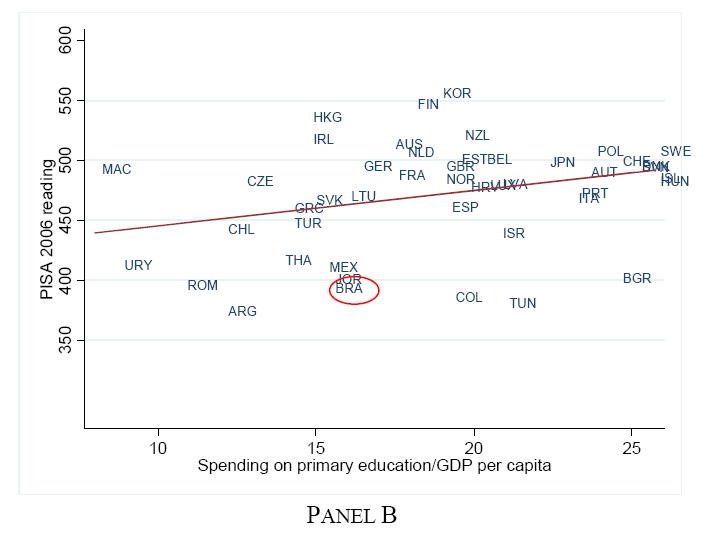 PISA 2006 reading
600
550
500
450
400
350
KOR
FIN
HKG
NZL
IRL
AUS
NLD
POL
SWE
ESTBEL
JPN
CHE
MAC
GER
GBR
FRA
AUT
CZE
NOR
HUN
HRV
PRT
LTU
ITA
SVK
GRC
ESP
TUR
CHL
ISR
URY
THA
MEX
JOR
BRA
BGR
ROM
COL
TUN
ARG
10
15
20
25
Spending on primary education/GDP per capita
PANEL B